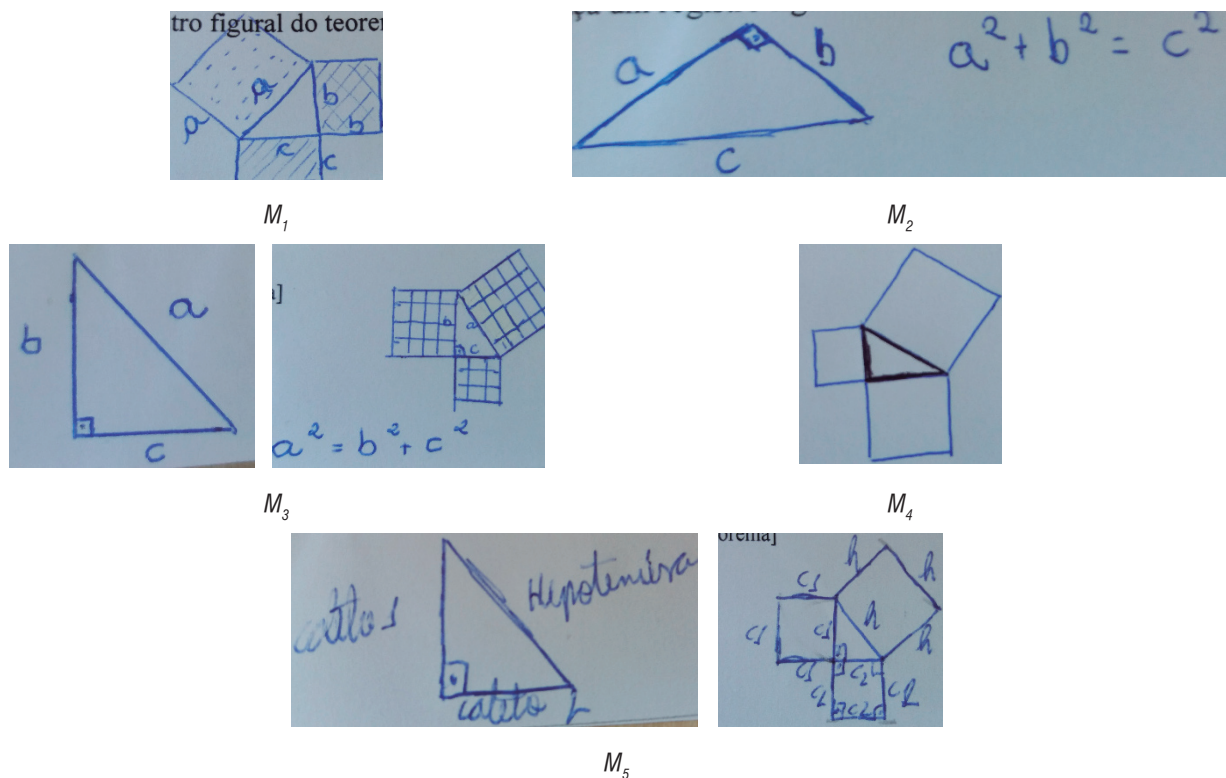 tro figural do teorer
a
a
b
b
c
c
M1
a
b
c
a² + b² = c²
M2
b
a
c
a]
b
a
c
a² = b² + c²
M3
M4
cateto 1
Hipotenusa
cateto 2
orema]
h
h
h
h
c1
c1
c1
c1
c2
c2
c2
c2
M5